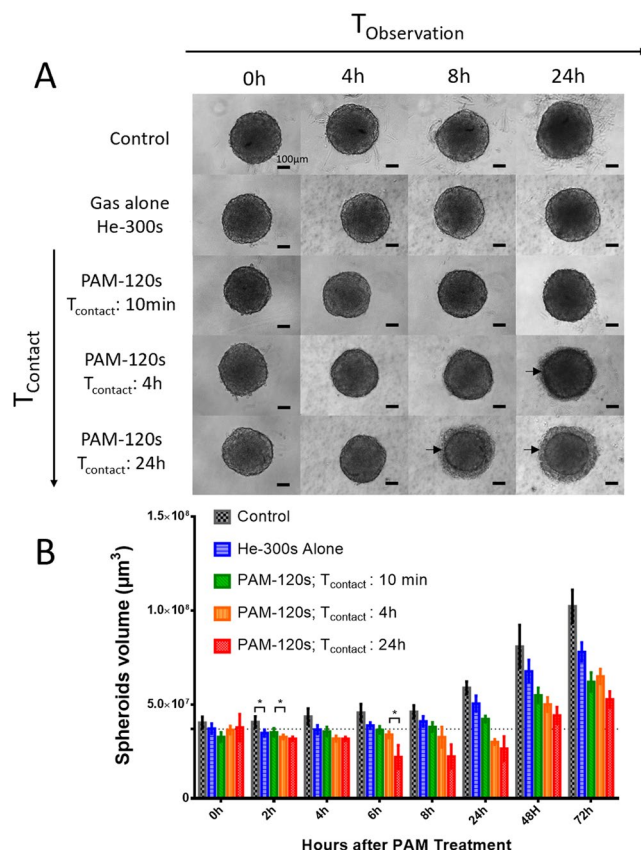 T Observation
A
0h 4h 8h 24h
Control
100µm
Gas alone
He-300s
PAM-120s
Tcontact: 10min
PAM-120s
Tcontact: 4h
PAM-120s
Tcontact: 24h
TContact
B
Spheroids volume (µm³)
1.5×10⁸
1.0×10⁸
5.0×10⁷
0
Control
He-300s Alone
PAM-120s; Tcontact : 10 min
PAM-120s; Tcontact : 4h
PAM-120s; Tcontact : 24h
* * *
0h 2h 4h 6h 8h 24h 48H 72h
Hours after PAM Treatment